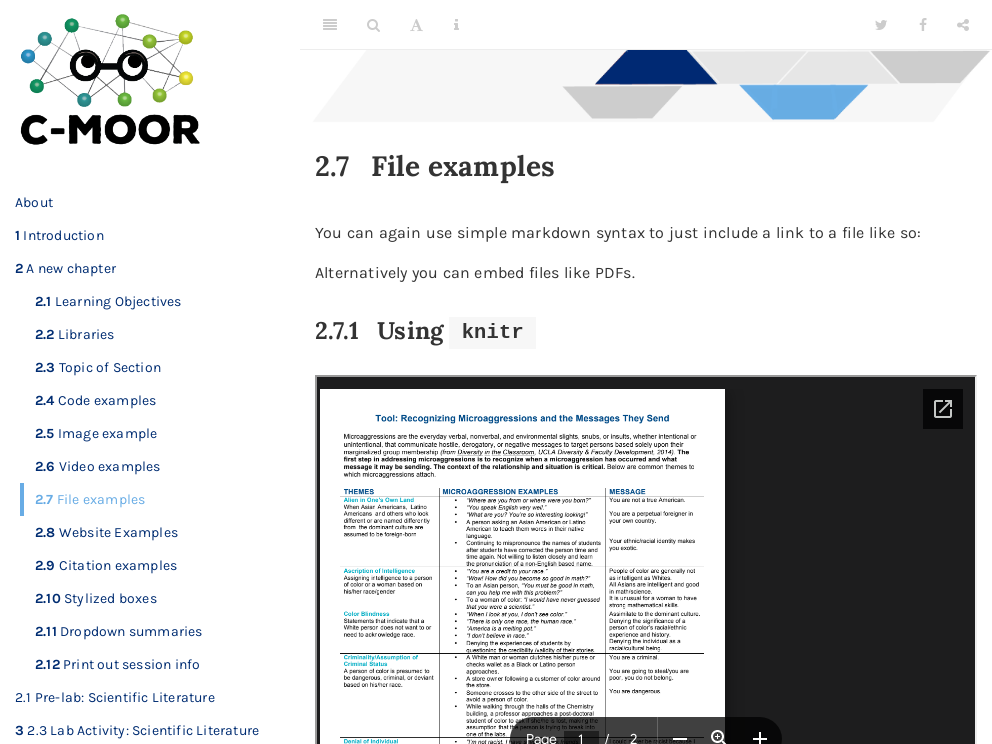 C-MOOR
About
1 Introduction
2 A new chapter
2.1 Learning Objectives
2.2 Libraries
2.3 Topic of Section
2.4 Code examples
2.5 Image example
2.6 Video examples
2.7 File examples
2.8 Website Examples
2.9 Citation examples
2.10 Stylized boxes
2.11 Dropdown summaries
2.12 Print out session info
2.1 Pre-lab: Scientific Literature
3 2.3 Lab Activity: Scientific Literature
2.7 File examples
You can again use simple markdown syntax to just include a link to a file like so:
Alternatively you can embed files like PDFs.
2.7.1 Using knitr
Tool: Recognizing Microaggressions and the Messages They Send
Microaggressions are the everyday verbal, nonverbal, and environmental slights, snubs, or insults, whether intentional or
unintentional, that communicate hostile, derogatory, or negative messages to target persons based solely upon their
marginalized group membership (from Diversity in the Classroom, UCLA Diversity & Faculty Development, 2014). The
first step in addressing microaggressions is to recognize when a microaggression has occurred and what
message it may be sending. The context of the relationship and situation is critical. Below are common themes to
which microaggressions attach.
THEMES MICROAGGRESSION EXAMPLES MESSAGE
Alien in One's Own Land
When Asian Americans, Latino
Americans and others who look
different or are named differently
from the dominant culture are
assumed to be foreign-born
• "Where are you from or where were you born?"
• "You speak English very well."
• "What are you? You're so interesting looking!"
• A person asking an Asian American or Latino
American to teach them words in their native
language.
• Continuing to mispronounce the names of students
after students have corrected the person time and
time again. Not willing to listen closely and learn
the pronunciation of a non-English based name.
You are not a true American.
You are a perpetual foreigner in
your own country.
Your ethnic/racial identity makes
you exotic.
Ascription of Intelligence
Assigning intelligence to a person
of color or a woman based on
his/her race/gender
• "You are a credit to your race."
• "Wow! How did you become so good in math?"
• To an Asian person, "You must be good in math,
can you help me with this problem?"
• To a woman of color: "I would have never guessed
that you were a scientist."
People of color are generally not
as intelligent as Whites.
All Asians are intelligent and good
in math/science.
It is unusual for a woman to have
strong mathematical skills.
Color Blindness
Statements that indicate that a
White person does not want to or
need to acknowledge race.
• "When I look at you, I don't see color."
• "There is only one race, the human race."
• "America is a melting pot."
• "I don't believe in race."
• Denying the experiences of students by
questioning the credibility /validity of their stories.
Assimilate to the dominant culture.
Denying the significance of a
person of color's racial/ethnic
experience and history.
Denying the individual as a
racial/cultural being
Criminality/Assumption of
Criminal Status
A person of color is presumed to
be dangerous, criminal, or deviant
based on his/her race.
• A White man or woman clutches his/her purse or
checks wallet as a Black or Latino person
approaches.
• A store owner following a customer of color around
the store.
• Someone crosses to the other side of the street to
avoid a person of color.
• While walking through the halls of the Chemistry
building, a professor approaches a post-doctoral
student of color to ask if she/he is lost, making the
assumption that the person is trying to break into
one of the labs.
You are a criminal.
You are going to steal/you are
poor, you do not belong.
You are dangerous.
Denial of Individual
Page 1 / 2